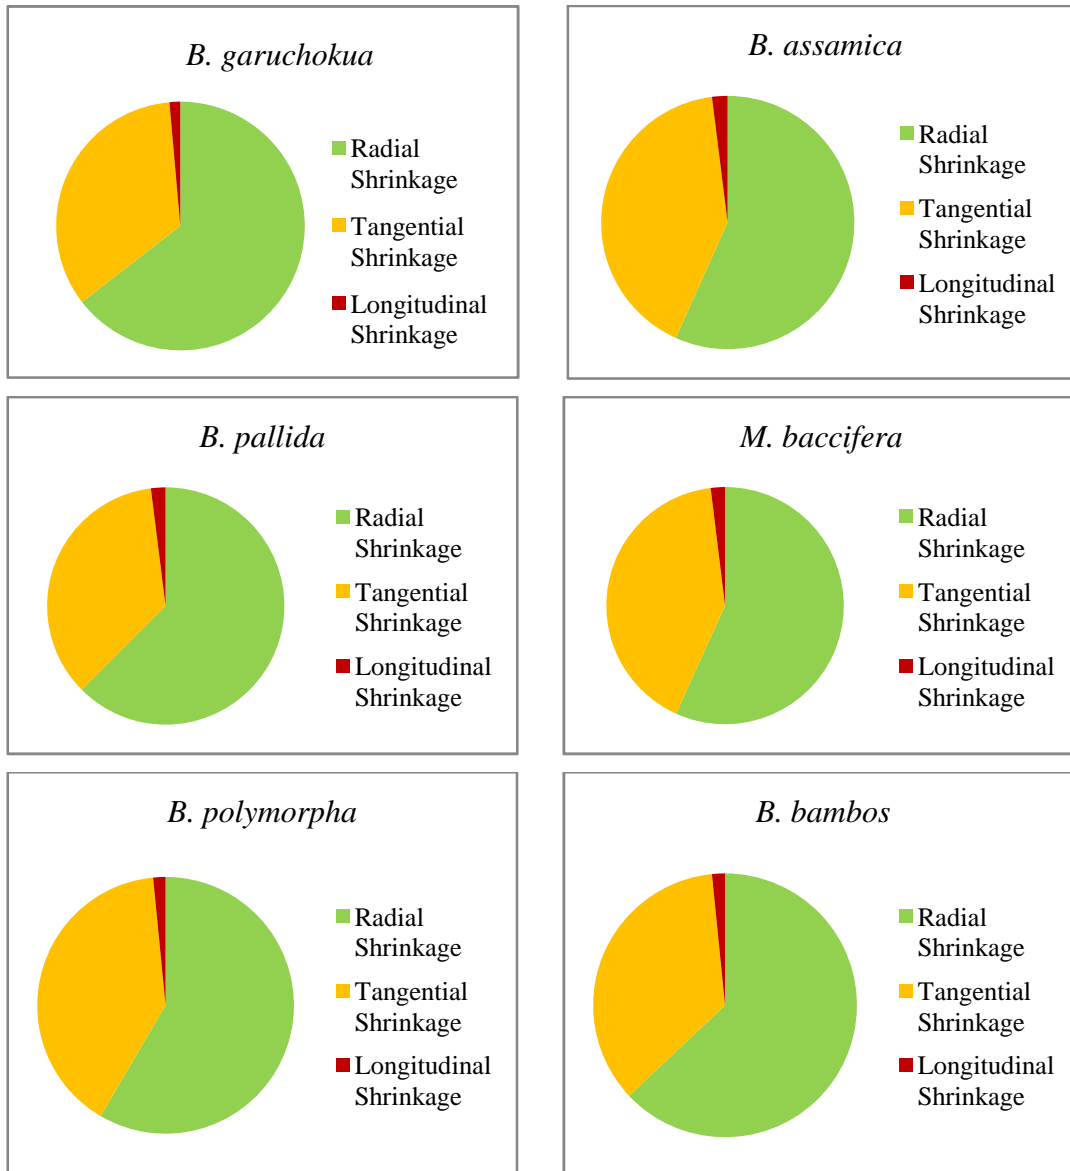 B. garuchokua
Radial
Shrinkage
Tangential
Shrinkage
Longitudinal
Shrinkage
B. assamica
Radial
Shrinkage
Tangential
Shrinkage
Longitudinal
Shrinkage
B. pallida
Radial
Shrinkage
Tangential
Shrinkage
Longitudinal
Shrinkage
M. baccifera
Radial
Shrinkage
Tangential
Shrinkage
Longitudinal
Shrinkage
B. polymorpha
Radial
Shrinkage
Tangential
Shrinkage
Longitudinal
Shrinkage
B. bambos
Radial
Shrinkage
Tangential
Shrinkage
Longitudinal
Shrinkage